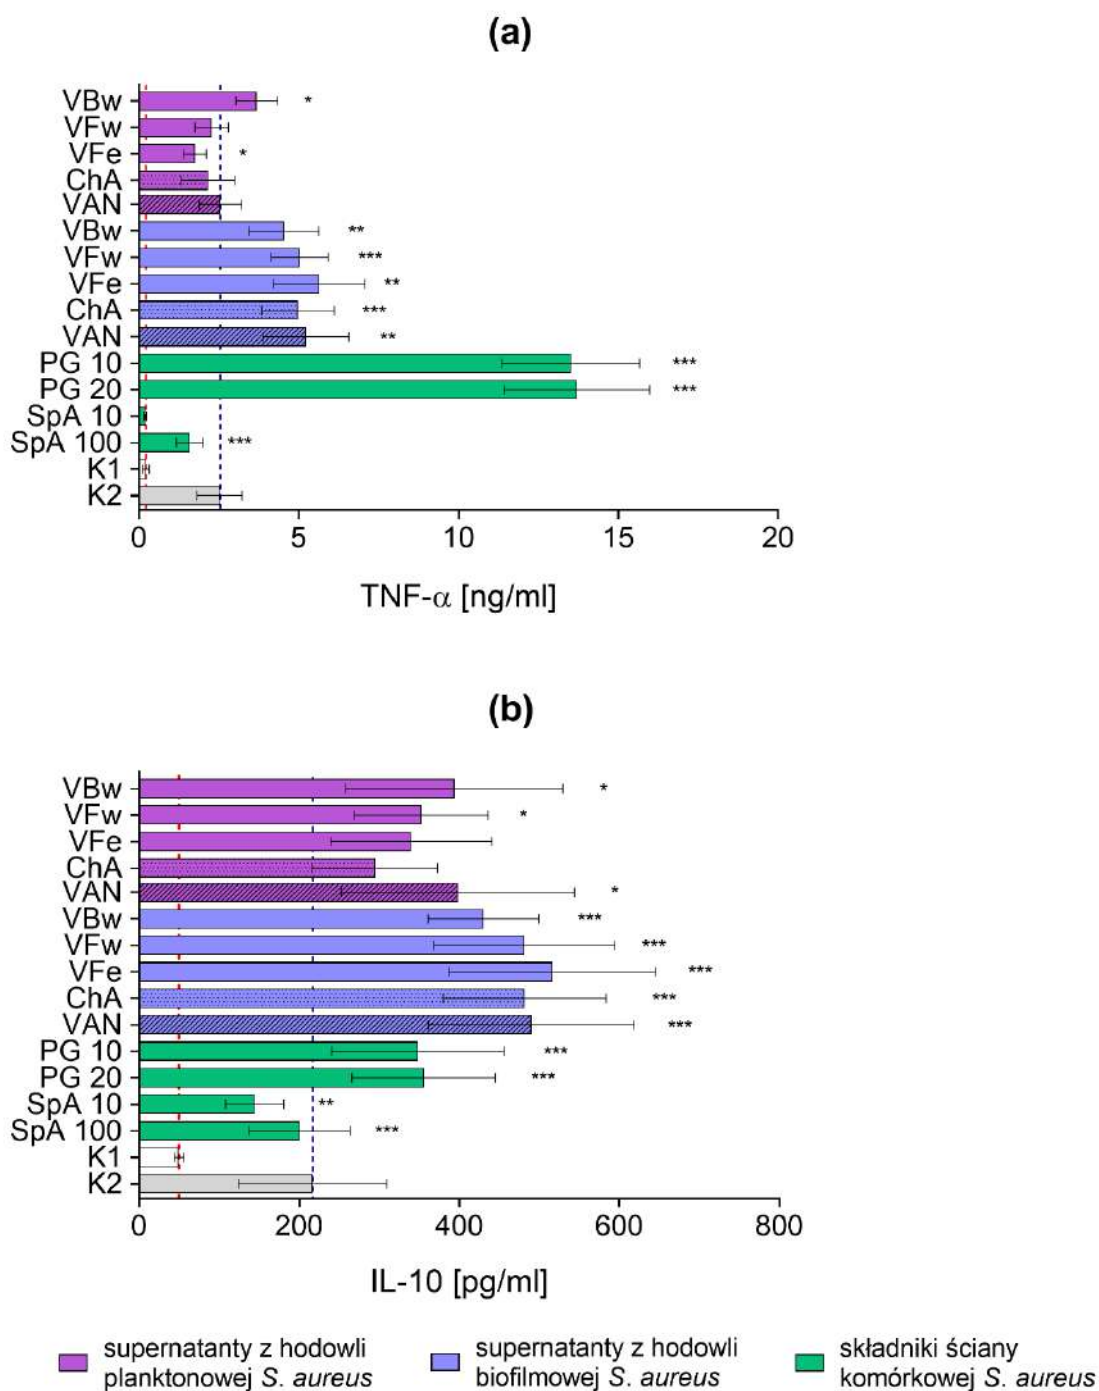 (a)
VBw *
VFw
VFe *
ChA
VAN
VBw **
VFw ***
VFe **
ChA ***
VAN **
PG 10 ***
PG 20 ***
SpA 10
SpA 100 ***
K1
K2
0 5 10 15 20
TNF-α [ng/ml]
(b)
VBw *
VFw *
VFe
ChA
VAN *
VBw ***
VFw ***
VFe ***
ChA ***
VAN ***
PG 10 ***
PG 20 ***
SpA 10 **
SpA 100 ***
K1
K2
0 200 400 600 800
IL-10 [pg/ml]
supernatanty z hodowli
planktonowej S. aureus
supernatanty z hodowli
biofilmowej S. aureus
składniki ściany
komórkowej S. aureus